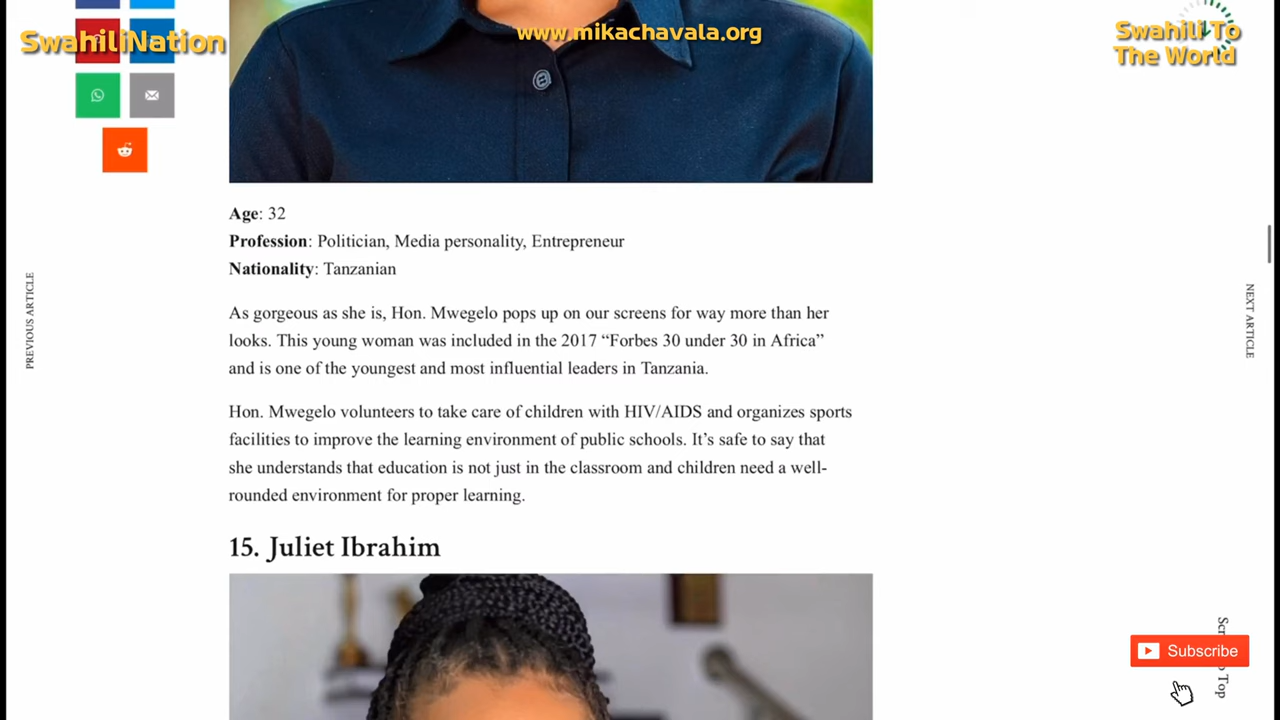 SwahiliNation
www.mikachavala.org
Swahili To
The World
PREVIOUS ARTICLE
NEXT ARTICLE
Age: 32
Profession: Politician, Media personality, Entrepreneur
Nationality: Tanzanian
As gorgeous as she is, Hon. Mwegelo pops up on our screens for way more than her
looks. This young woman was included in the 2017 “Forbes 30 under 30 in Africa”
and is one of the youngest and most influential leaders in Tanzania.
Hon. Mwegelo volunteers to take care of children with HIV/AIDS and organizes sports
facilities to improve the learning environment of public schools. It’s safe to say that
she understands that education is not just in the classroom and children need a well-
rounded environment for proper learning.
15. Juliet Ibrahim
Subscribe
Top